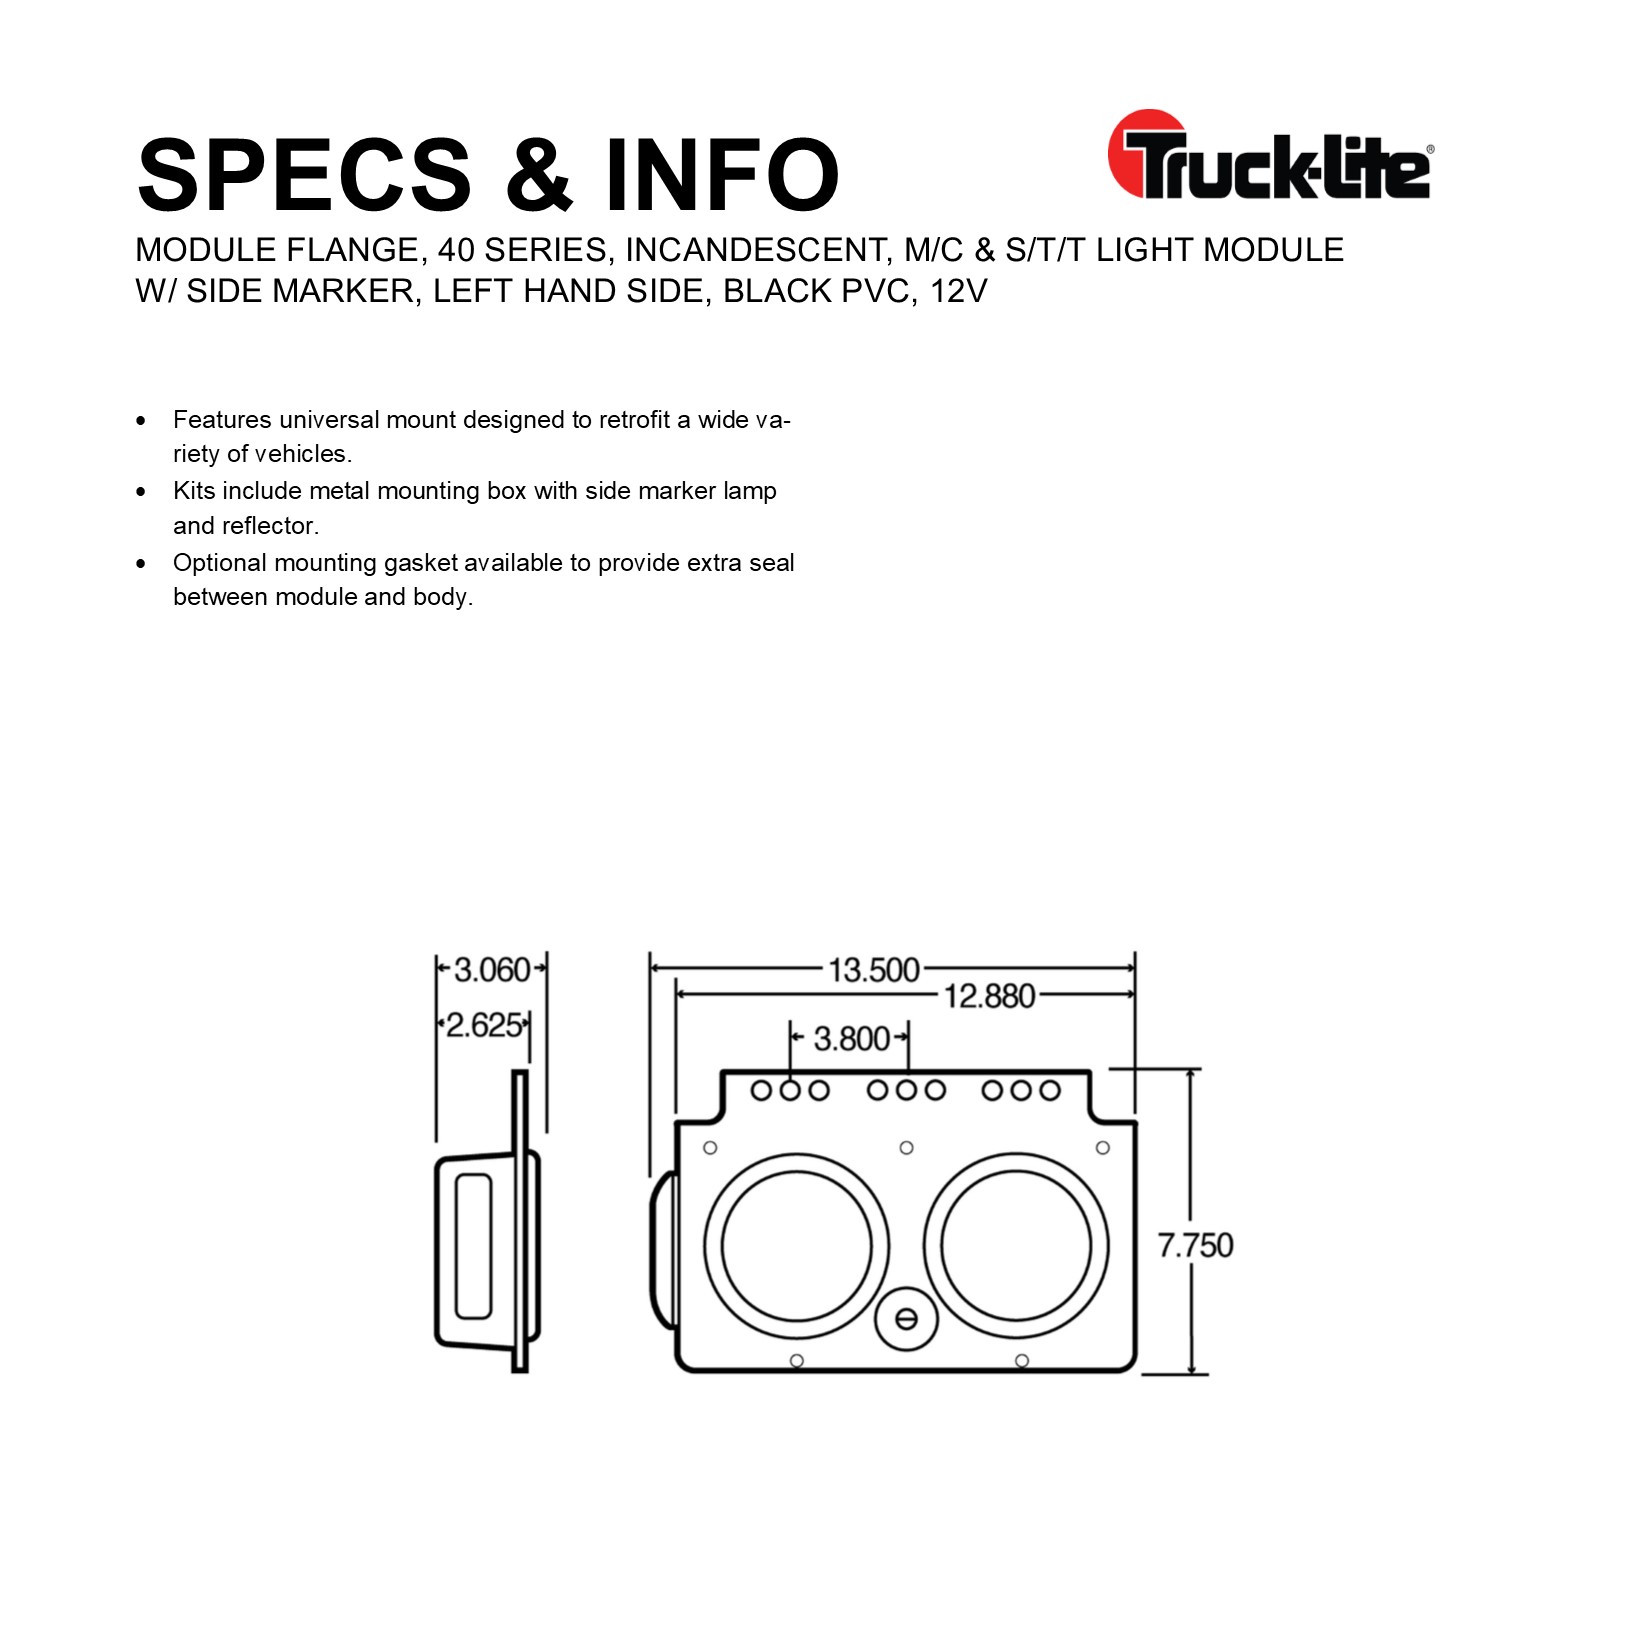 SPECS & INFO
Truck-Lite®
MODULE FLANGE, 40 SERIES, INCANDESCENT, M/C & S/T/T LIGHT MODULE
W/ SIDE MARKER, LEFT HAND SIDE, BLACK PVC, 12V
• Features universal mount designed to retrofit a wide va-
riety of vehicles.
• Kits include metal mounting box with side marker lamp
and reflector.
• Optional mounting gasket available to provide extra seal
between module and body.
3.060
13.500
12.880
2.625
3.800
7.750